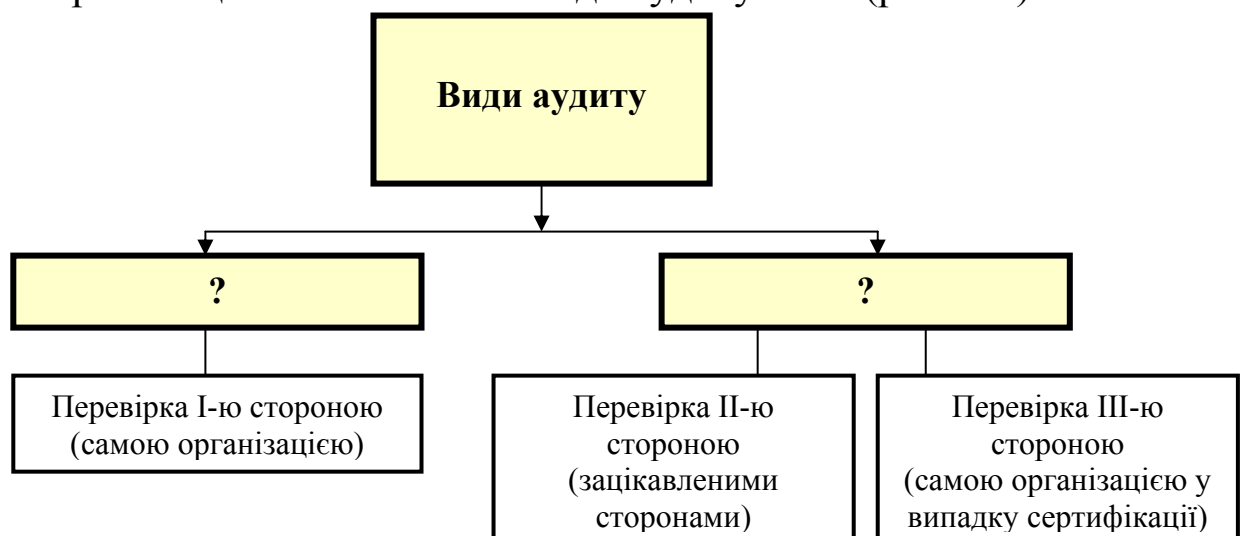 Види аудиту
?
?
Перевірка І-ю стороною
(самою організацією)
Перевірка ІІ-ю
стороною
(зацікавленими
сторонами)
Перевірка ІІІ-ю
стороною
(самою організацією у
випадку сертифікації)